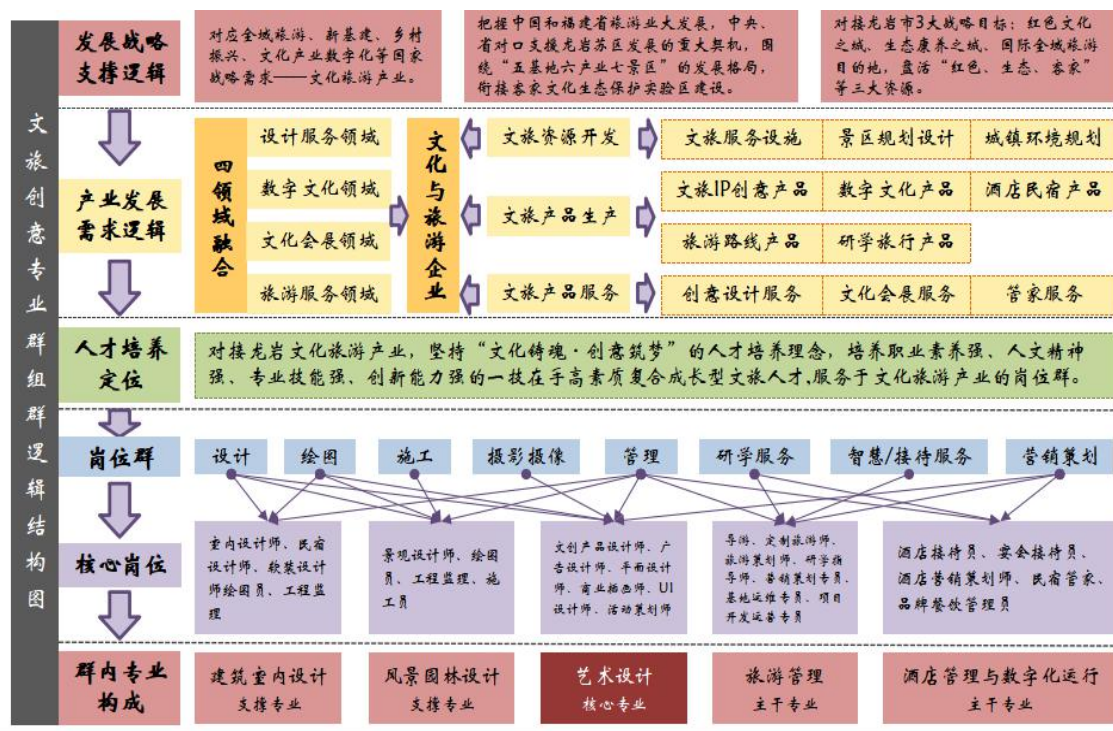 文旅创意专业群组群逻辑结构图
发展战略
支撑逻辑
对应全域旅游、新基建、乡村
振兴、文化产业数字化等国家
战略需求——文化旅游产业。
把握中国和福建省旅游业大发展，中央、
省对口支援龙岩苏区发展的重大契机，围
绕“五基地六产业七景区”的发展格局，
衔接客家文化生态保护实验区建设。
对接龙岩市3大战略目标：红色文化
之城、生态康养之城、国际全域旅游
目的地，盘活“红色、生态、客家”
等三大资源。
产业发展
需求逻辑
四领域融合
设计服务领域
数字文化领域
文化会展领域
旅游服务领域
文化与旅游企业
文旅资源开发
文旅服务设施
景区规划设计
城镇环境规划
文旅产品生产
文旅IP创意产品
数字文化产品
酒店民宿产品
旅游路线产品
研学旅行产品
文旅产品服务
创意设计服务
文化会展服务
管家服务
人才培养
定位
对接龙岩文化旅游产业，坚持“文化铸魂·创意筑梦”的人才培养理念，培养职业素养强、人文精神
强、专业技能强、创新能力强的一技在手高素质复合成长型文旅人才,服务于文化旅游产业的岗位群。
岗位群
设计
绘图
施工
摄影摄像
管理
研学服务
智慧/接待服务
营销策划
核心岗位
室内设计师、民宿
设计师、软装设计
师绘图员、工程监
理
景观设计师、绘图
员、工程监理、施
工员
文创产品设计师、广
告设计师、平面设计
师、商业插画师、UI
设计师、活动策划师
导游、定制旅游师、
旅游策划师、研学指
导师、营销策划专员、
基地运维专员、项目
开发运营专员
酒店接待员、宴会接待员、
酒店营销策划师、民宿管家、
品牌餐饮管理员
群内专业
构成
建筑室内设计
支撑专业
风景园林设计
支撑专业
艺术设计
核心专业
旅游管理
主干专业
酒店管理与数字化运行
主干专业